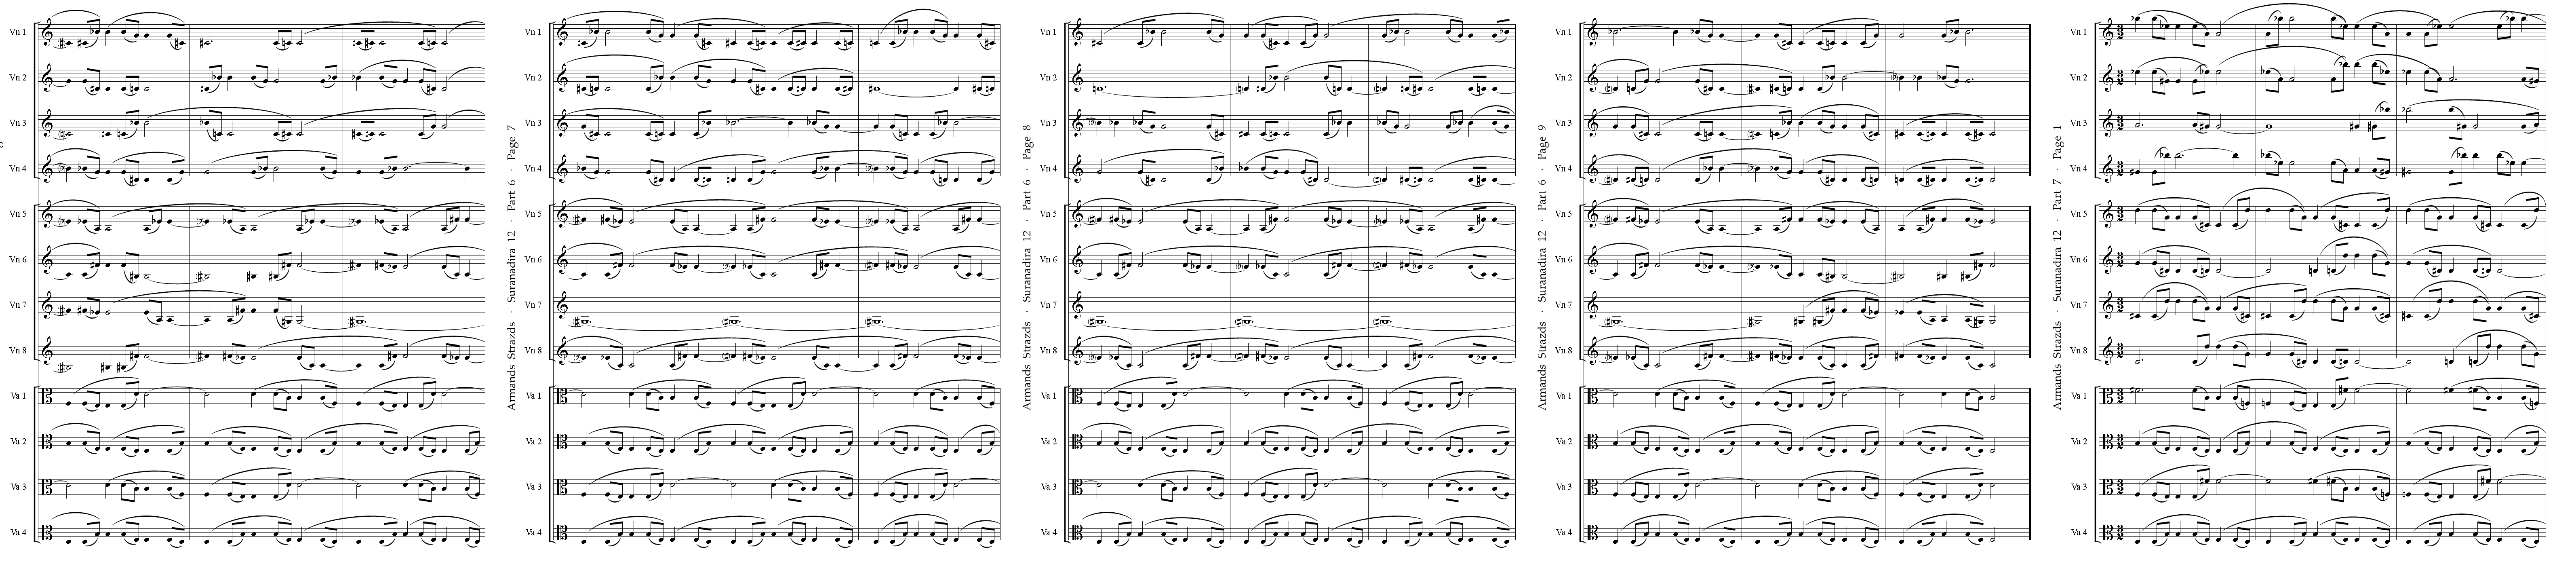 Vn 1
Vn 2
Vn 3
Vn 4
Vn 5
Vn 6
Vn 7
Vn 8
Va 1
Va 2
Va 3
Va 4
Armands Strazds · Suranadira 12 · Part 6 · Page 7
Vn 1
Vn 2
Vn 3
Vn 4
Vn 5
Vn 6
Vn 7
Vn 8
Va 1
Va 2
Va 3
Va 4
Armands Strazds · Suranadira 12 · Part 6 · Page 8
Vn 1
Vn 2
Vn 3
Vn 4
Vn 5
Vn 6
Vn 7
Vn 8
Va 1
Va 2
Va 3
Va 4
Armands Strazds · Suranadira 12 · Part 6 · Page 9
Vn 1
Vn 2
Vn 3
Vn 4
Vn 5
Vn 6
Vn 7
Vn 8
Va 1
Va 2
Va 3
Va 4
Armands Strazds · Suranadira 12 · Part 7 · Page 1
Vn 1
Vn 2
Vn 3
Vn 4
Vn 5
Vn 6
Vn 7
Vn 8
Va 1
Va 2
Va 3
Va 4